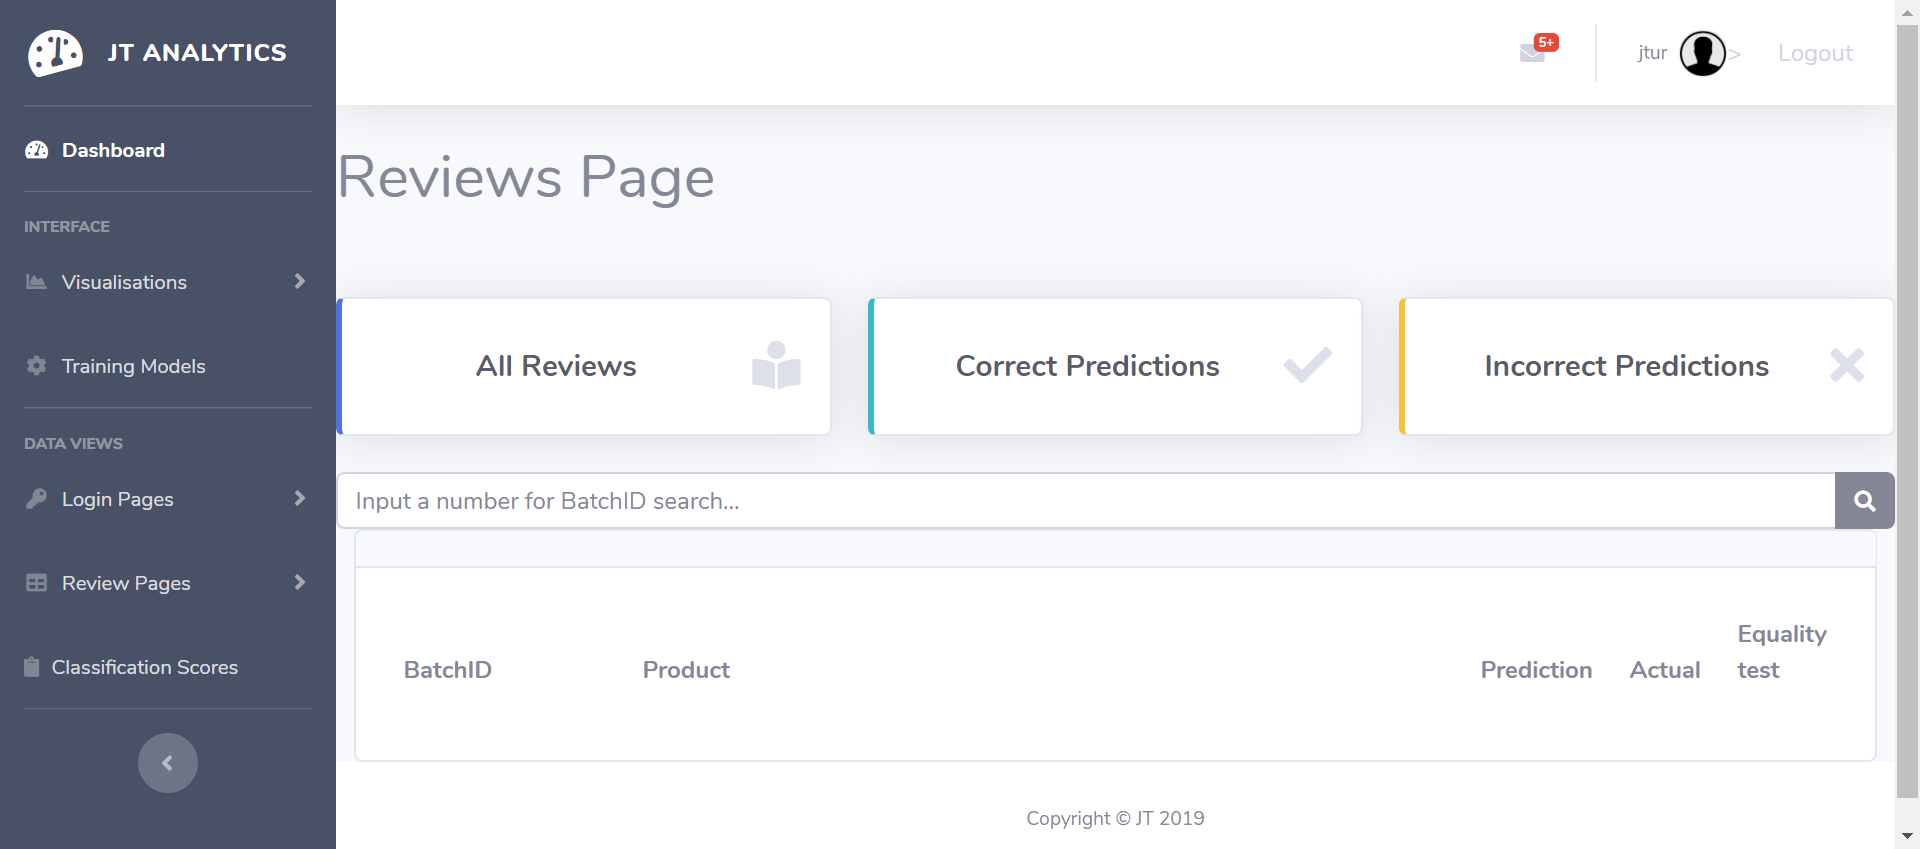 JT ANALYTICS
Dashboard
INTERFACE
Visualisations
Training Models
DATA VIEWS
Login Pages
Review Pages
Classification Scores
5+
jtur
>
Logout
Reviews Page
All Reviews
Correct Predictions
Incorrect Predictions
Input a number for BatchID search...
BatchID Product Prediction Actual Equality
test
Copyright © JT 2019